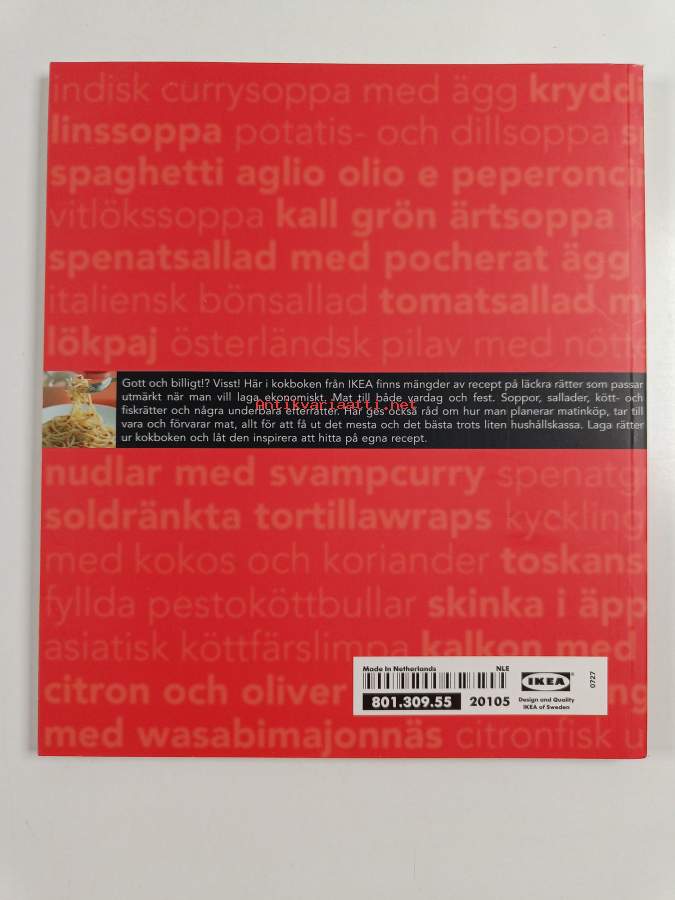 indisk currysoppa med ägg krydd
linssoppa potatis- och dillsoppa s
spaghetti aglio olio e peperonci
vitlökssoppa kall grön ärtsoppa k
spenatsallad med pocherat ägg
italiensk bönsallad tomatsallad m
lökpaj österländsk pilav med nöt
Gott och billigt!? Visst! Här i kokboken från IKEA finns mängder av recept på läckra rätter som passar
utmärkt när man vill laga ekonomiskt. Mat till både vardag och fest. Soppor, sallader, kött- och
fiskrätter och några underbara efterrätter. Här ges också råd om hur man planerar matinköp, tar till
vara och förvarar mat, allt för att få ut det mesta och det bästa trots liten hushållskassa. Laga rätter
ur kokboken och låt den inspirera att hitta på egna recept.
Antikvariaatti.net
nudlar med svampcurry spenatg
soldränkta tortillawraps kyckling
med kokos och koriander toskans
fyllda pestoköttbullar skinka i äpp
asiatisk köttfärslimpa kalkon med
citron och oliver ng
med wasabimajonnäs citronfisk u
Made in Netherlands NLE
801.309.55 20105
IKEA
Design and Quality
IKEA of Sweden
0727